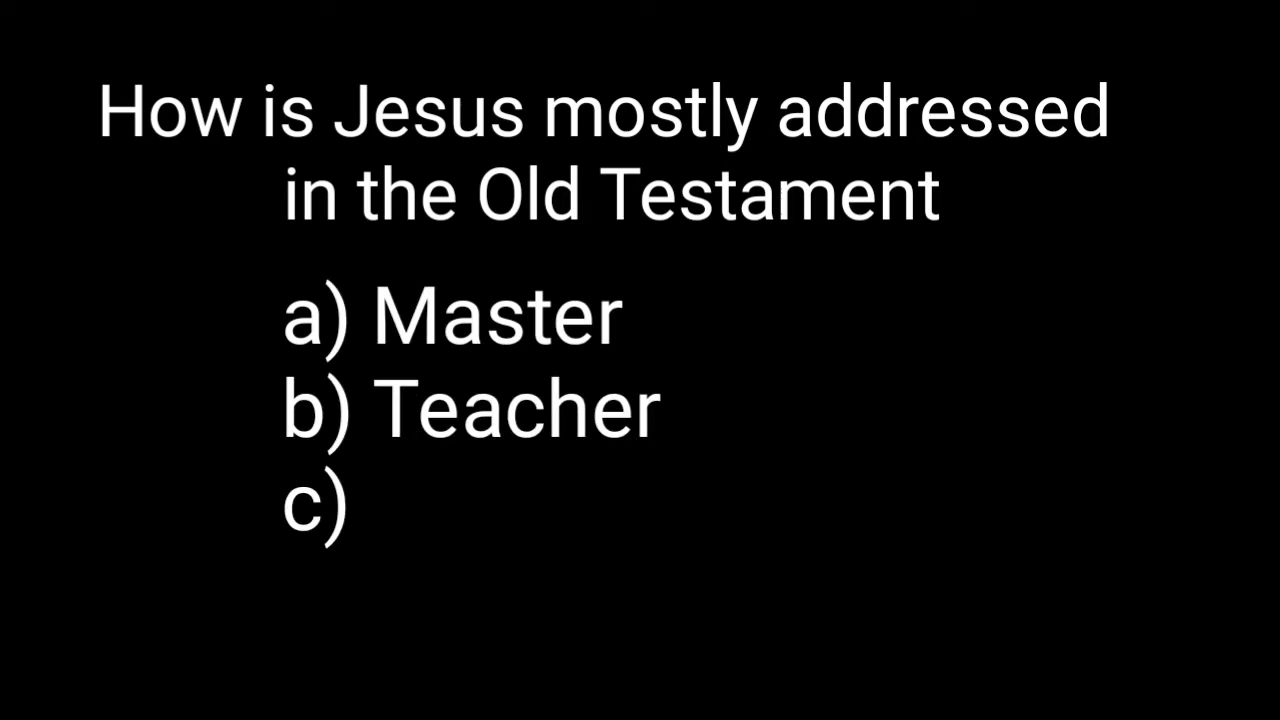 How is Jesus mostly addressed
in the Old Testament
a) Master
b) Teacher
c)